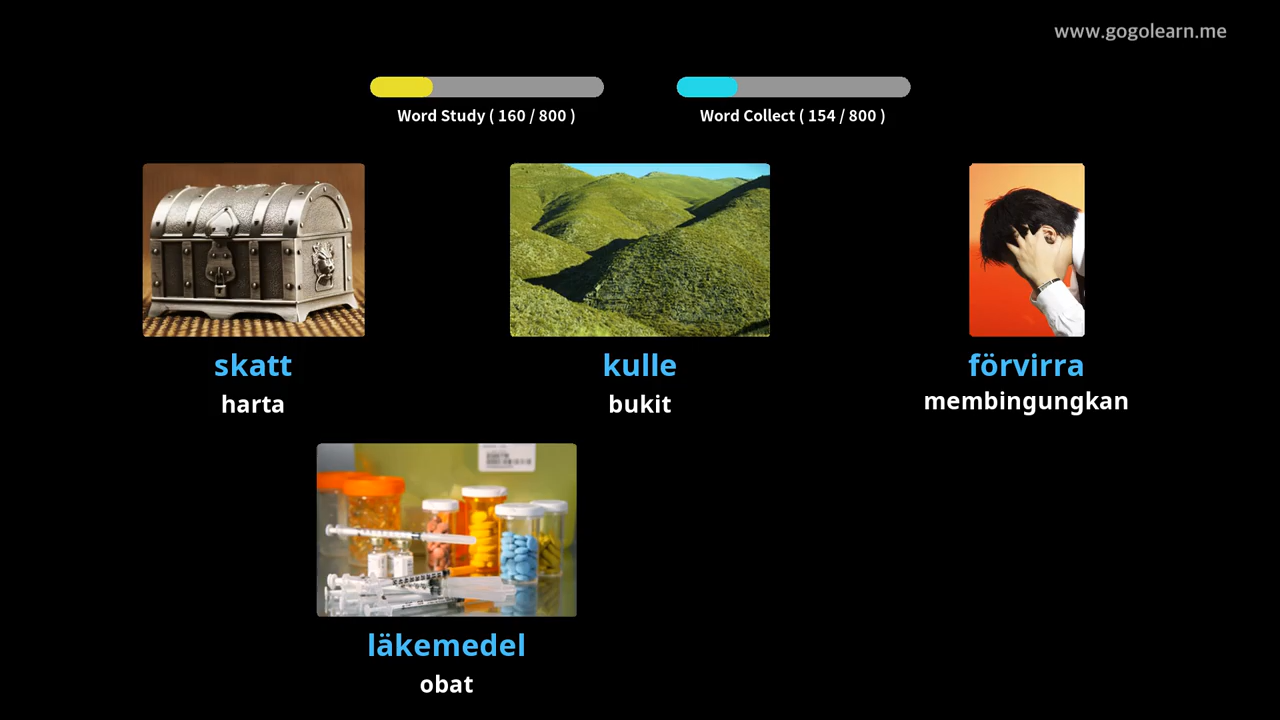 www.gogolearn.me
Word Study ( 160 / 800 )
Word Collect ( 154 / 800 )
skatt
harta
kulle
bukit
förvirra
membingungkan
läkemedel
obat